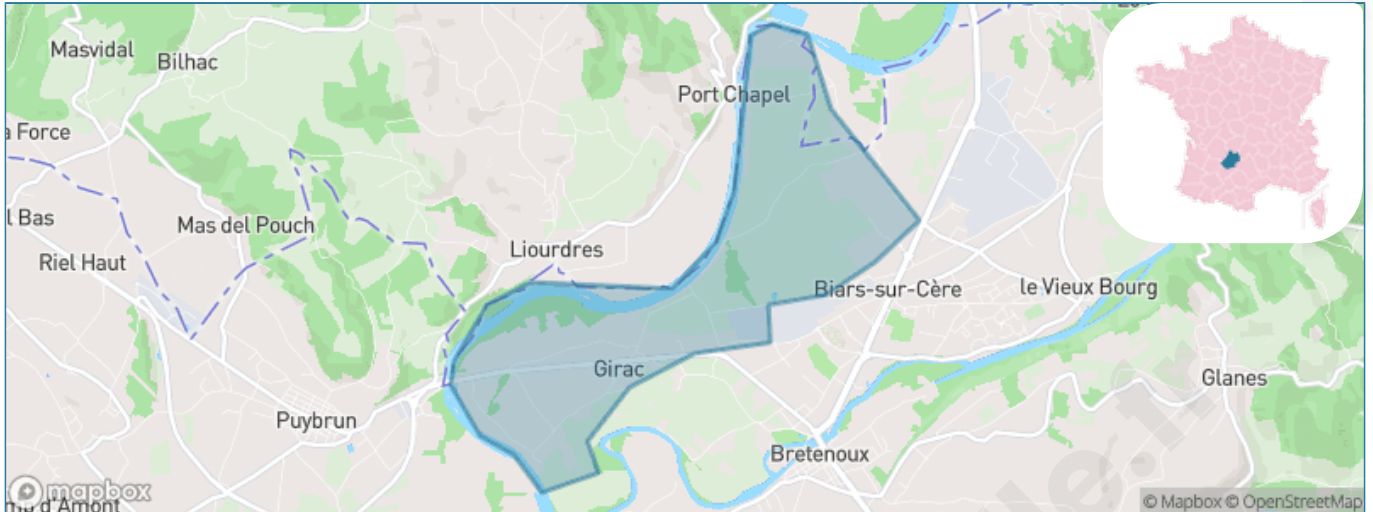 Masvidal
Bilhac
Port Chapel
a Force
l Bas
Mas del Pouch
Riel Haut
Liourdres
Biars-sur-Cère
le Vieux Bourg
Girac
Glanes
Puybrun
Bretenoux
mapbox
d'Amont
© Mapbox © OpenStreetMap